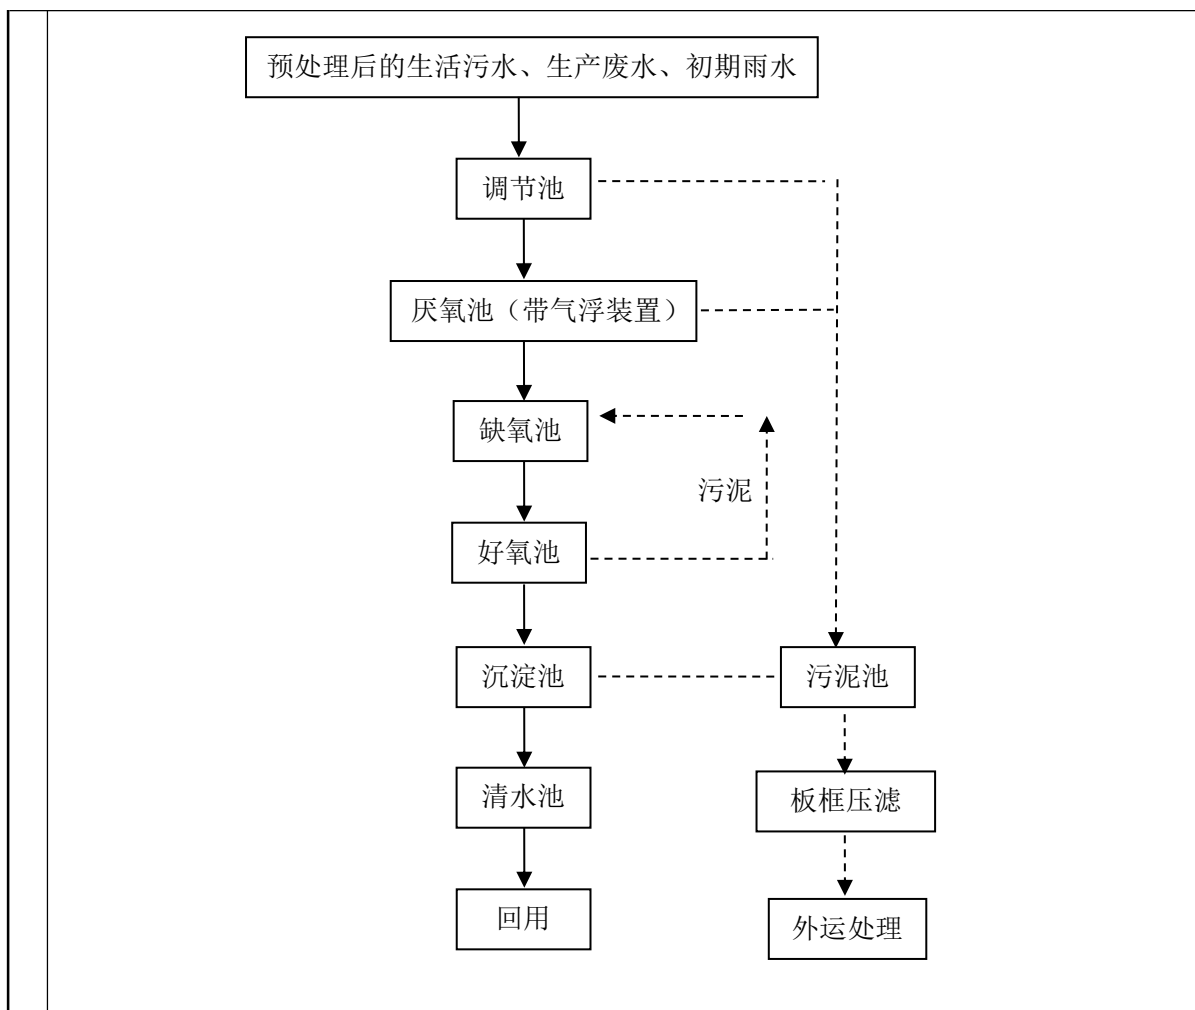 预处理后的生活污水、生产废水、初期雨水
调节池
厌氧池（带气浮装置）
缺氧池
污泥
好氧池
沉淀池
污泥池
清水池
板框压滤
回用
外运处理